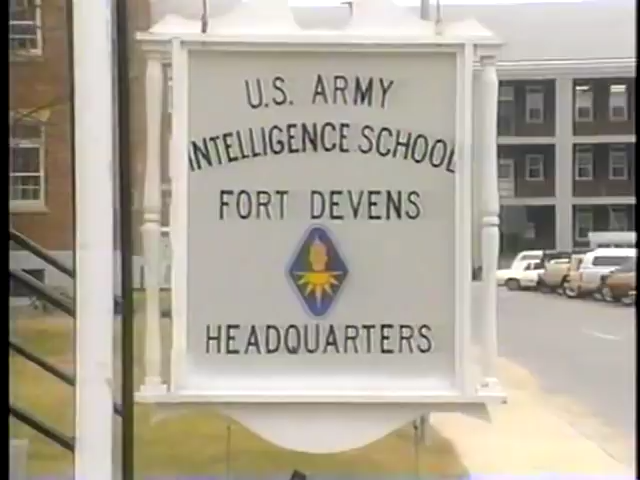 U.S. ARMY
INTELLIGENCE SCHOOL
FORT DEVENS
HEADQUARTERS